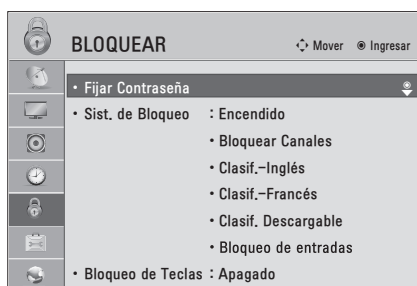 BLOQUEAR Mover Ingresar
• Fijar Contraseña
• Sist. de Bloqueo : Encendido
• Bloquear Canales
• Clasif.-Inglés
• Clasif.-Francés
• Clasif. Descargable
• Bloqueo de entradas
• Bloqueo de Teclas : Apagado